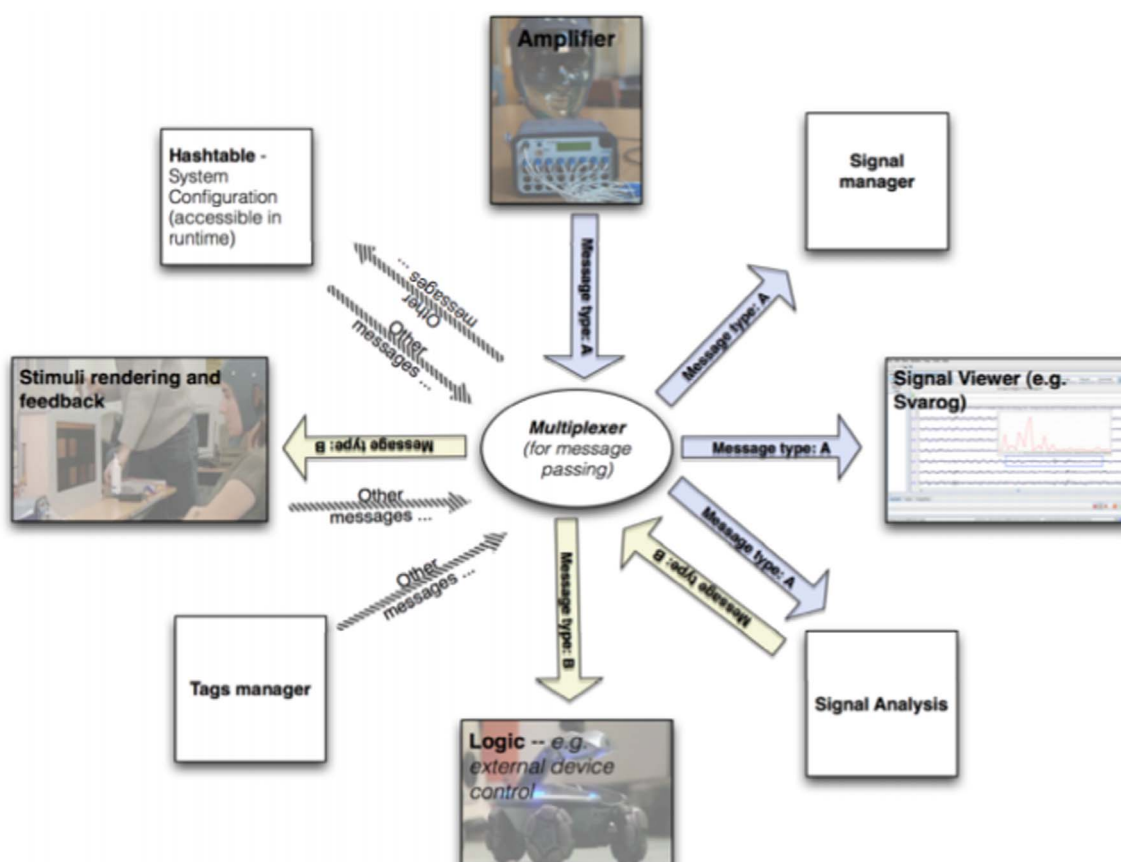 Amplifier
Hashtable -
System
Configuration
(accessible in
runtime)
Signal
manager
Message type: A
Other
messages ...
Other
messages ...
Message type: A
Stimuli rendering and
feedback
Signal Viewer (e.g.
Svarog)
Message type: B
Multiplexer
(for message
passing)
Message type: A
Other
messages ...
Message type: A
Message type: B
Other
messages ...
Message type: B
Tags manager
Signal Analysis
Logic -- e.g.
external device
control